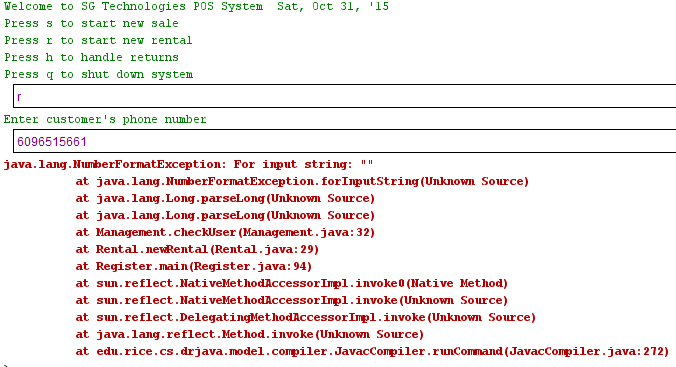 Welcome to SG Technologies POS System  Sat, Oct 31, '15
Press s to start new sale
Press r to start new rental
Press h to handle returns
Press q to shut down system
r
Enter customer's phone number
6096515661
java.lang.NumberFormatException: For input string: ""
at java.lang.NumberFormatException.forInputString(Unknown Source)
at java.lang.Long.parseLong(Unknown Source)
at java.lang.Long.parseLong(Unknown Source)
at Management.checkUser(Management.java:32)
at Rental.newRental(Rental.java:29)
at Register.main(Register.java:94)
at sun.reflect.NativeMethodAccessorImpl.invoke0(Native Method)
at sun.reflect.NativeMethodAccessorImpl.invoke(Unknown Source)
at sun.reflect.DelegatingMethodAccessorImpl.invoke(Unknown Source)
at java.lang.reflect.Method.invoke(Unknown Source)
at edu.rice.cs.drjava.model.compiler.JavacCompiler.runCommand(JavacCompiler.java:272)